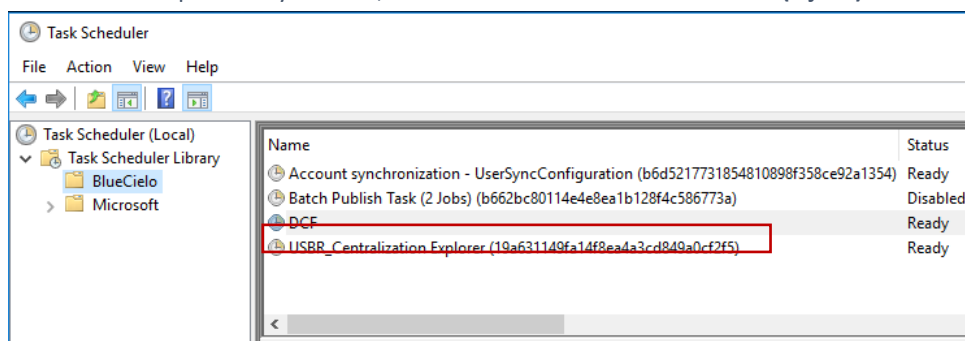 Task Scheduler
File Action View Help
Task Scheduler (Local)
Task Scheduler Library
BlueCielo
Microsoft
Name Status
Account synchronization - UserSyncConfiguration (b6d5217731854810898f358ce92a1354) Ready
Batch Publish Task (2 Jobs) (b662bc80114e4e8ea1b128f4c586773a) Disabled
DCF Ready
USBR_Centralization Explorer (19a631149fa14f8ea4a3cd849a0cf2f5) Ready